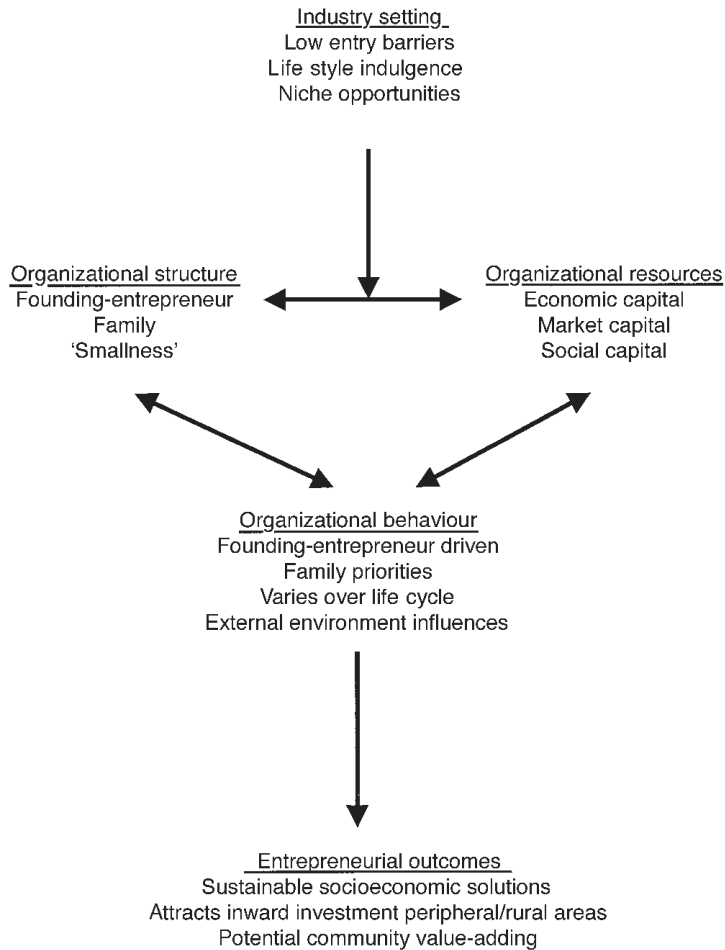 Industry setting
Low entry barriers
Life style indulgence
Niche opportunities
Organizational structure
Founding-entrepreneur
Family
‘Smallness’
Organizational resources
Economic capital
Market capital
Social capital
Organizational behaviour
Founding-entrepreneur driven
Family priorities
Varies over life cycle
External environment influences
Entrepreneurial outcomes
Sustainable socioeconomic solutions
Attracts inward investment peripheral/rural areas
Potential community value-adding